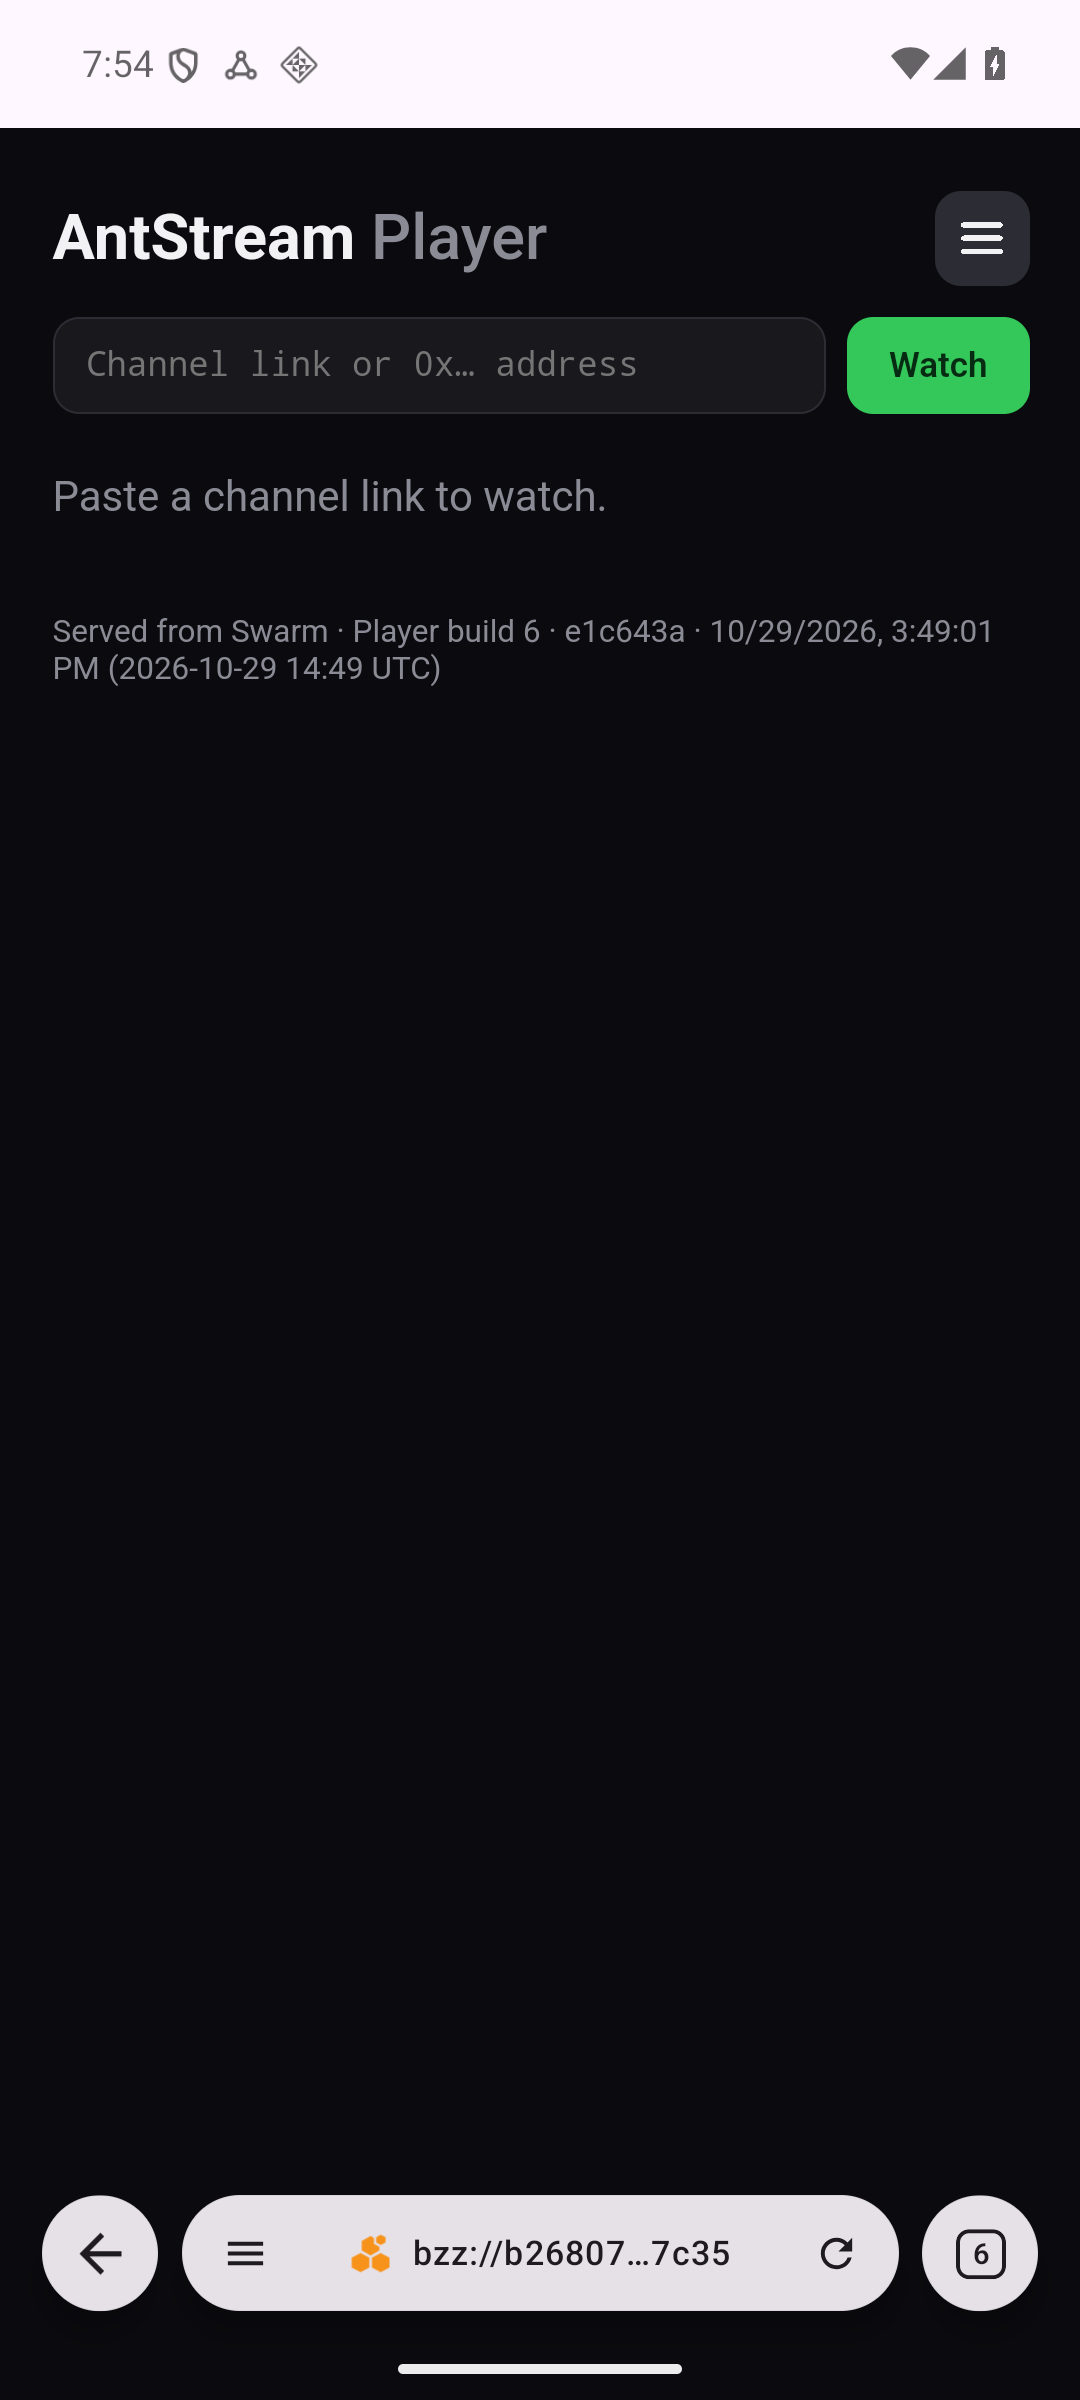 7:54
AntStream Player
Channel link or 0x… address
Watch
Paste a channel link to watch.
Served from Swarm · Player build 6 · e1c643a · 10/29/2026, 3:49:01
PM (2026-10-29 14:49 UTC)
bzz://b26807…7c35
6